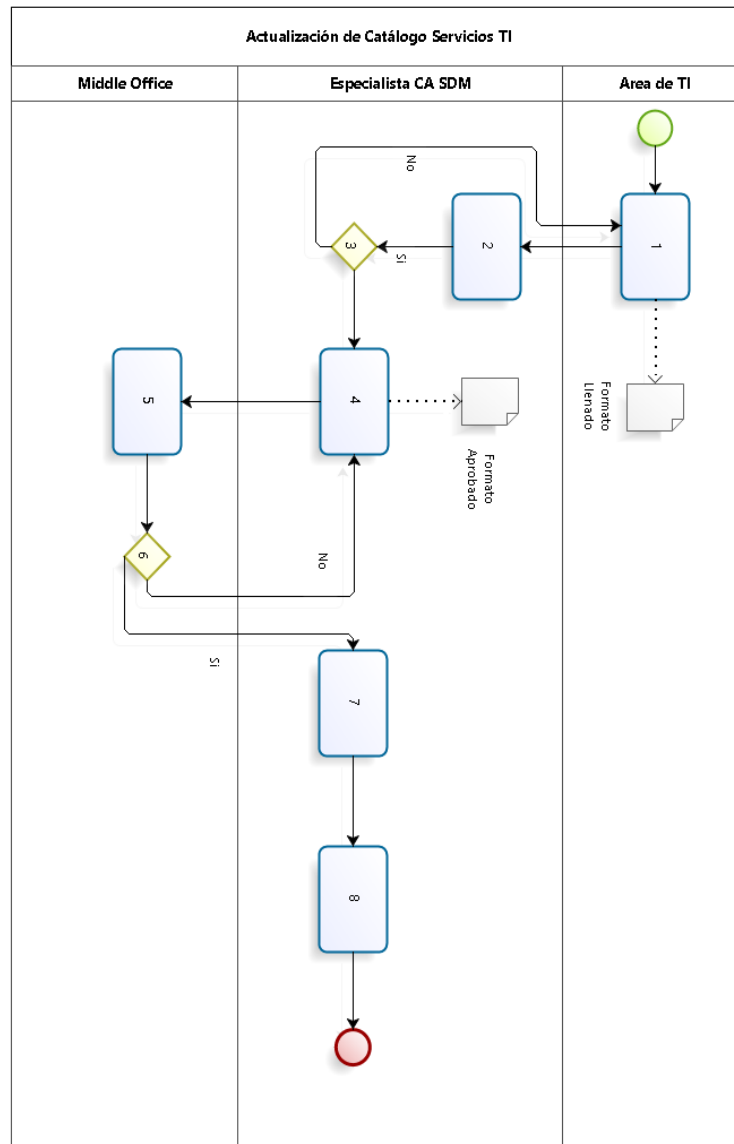 Actualización de Catálogo Servicios TI
Middle Office
Especialista CA SDM
Area de TI
No
1
2
3
Si
Formato
Llenado
4
5
Formato
Aprobado
6
No
Si
7
8